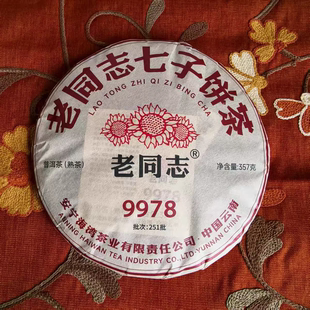 老同志七子饼茶
LAO TONG ZHI QI ZI BING CHA
普洱茶（熟茶）
老同志®
净含量：357克
9978
批次：251批
安宁海湾茶业有限责任公司 · 中国云南
ANNING HAIWAN TEA INDUSTRY CO.,LTD·YUNNAN CHINA